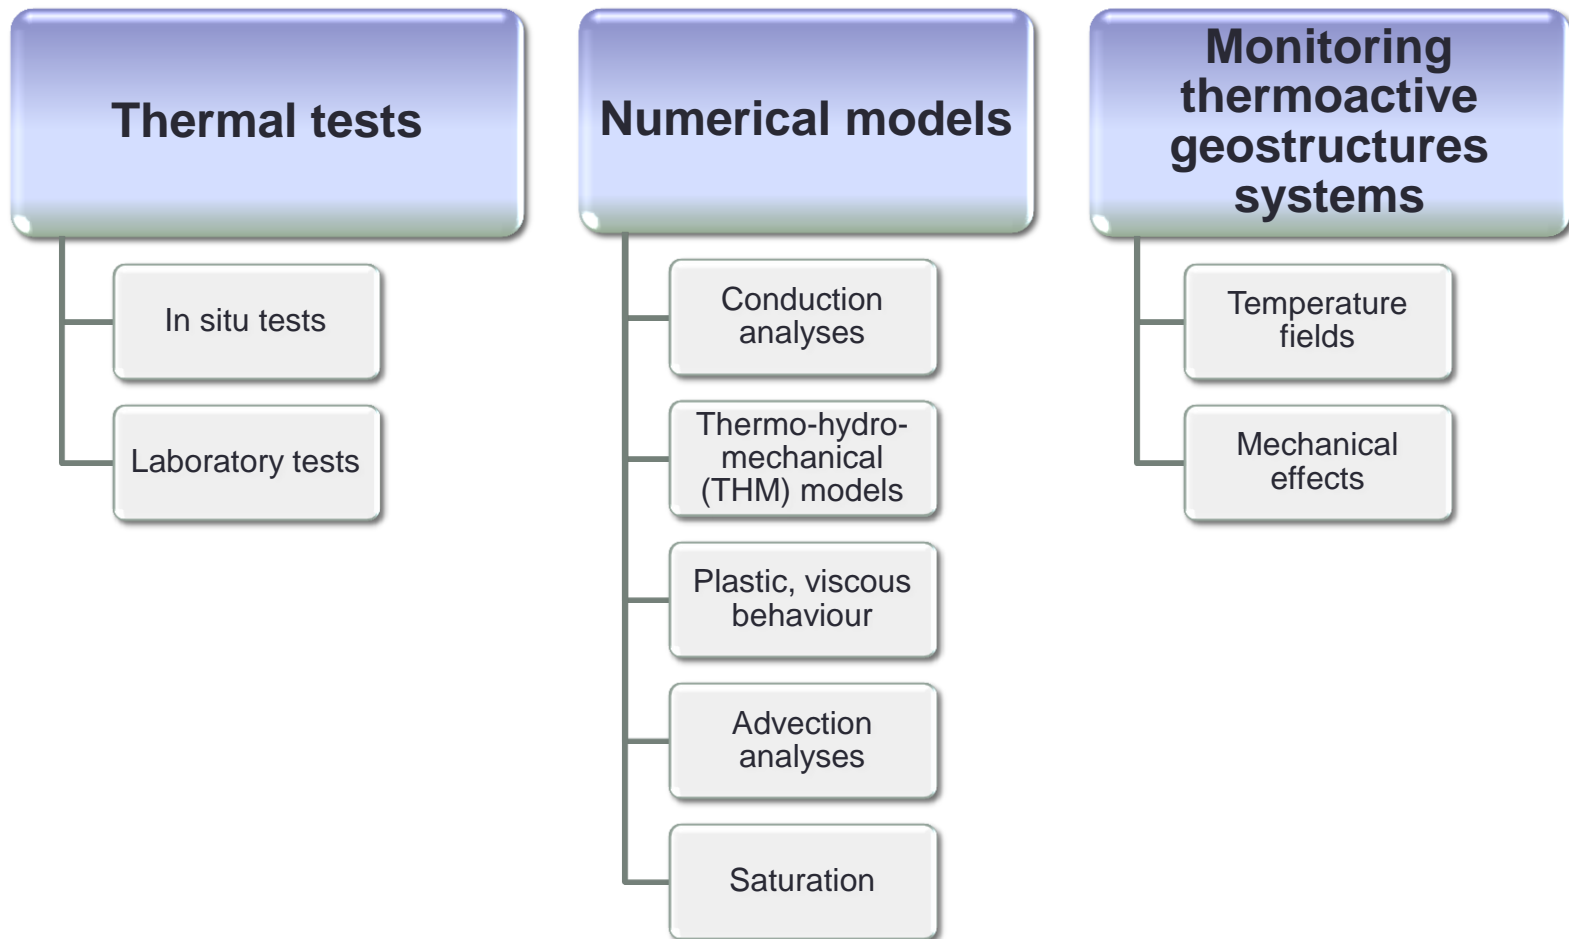 Thermal tests
In situ tests
Laboratory tests
Numerical models
Conduction
analyses
Thermo-hydro-
mechanical
(THM) models
Plastic, viscous
behaviour
Advection
analyses
Saturation
Monitoring
thermoactive
geostructures
systems
Temperature
fields
Mechanical
effects